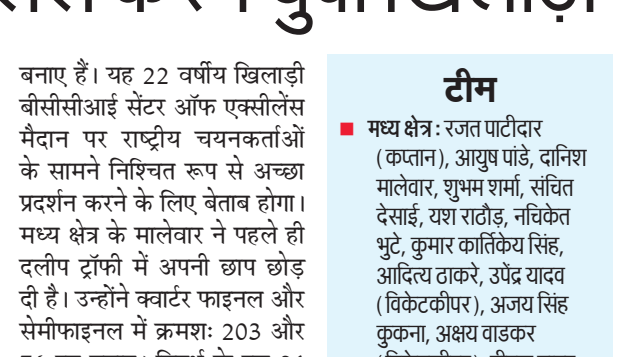 बनाए हैं। यह 22 वर्षीय खिलाड़ी
बीसीसीआई सेंटर ऑफ एक्सीलेंस
मैदान पर राष्ट्रीय चयनकर्ताओं
के सामने निश्चित रूप से अच्छा
प्रदर्शन करने के लिए बेताब होगा।
मध्य क्षेत्र के मालेवार ने पहले ही
दलीप ट्रॉफी में अपनी छाप छोड़
दी है। उन्होंने क्वार्टर फाइनल और
सेमीफाइनल में क्रमशः 203 और
टीम
मध्य क्षेत्र : रजत पाटीदार
(कप्तान), आयुष पांडे, दानिश
मालेवार, शुभम शर्मा, संचित
देसाई, यश राठौड़, नचिकेत
भुटे, कुमार कार्तिकेय सिंह,
आदित्य ठाकरे, उपेंद्र यादव
(विकेटकीपर), अजय सिंह
कुकना, अक्षय वाडकर